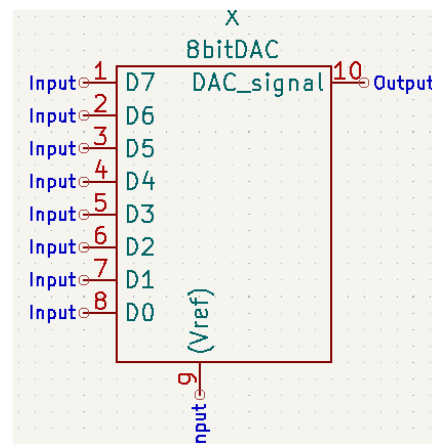 X
8bitDAC
Input 1 D7 DAC_signal 10 Output
Input 2 D6
Input 3 D5
Input 4 D4
Input 5 D3
Input 6 D2
Input 7 D1
Input 8 D0
(Vref)
9
nput